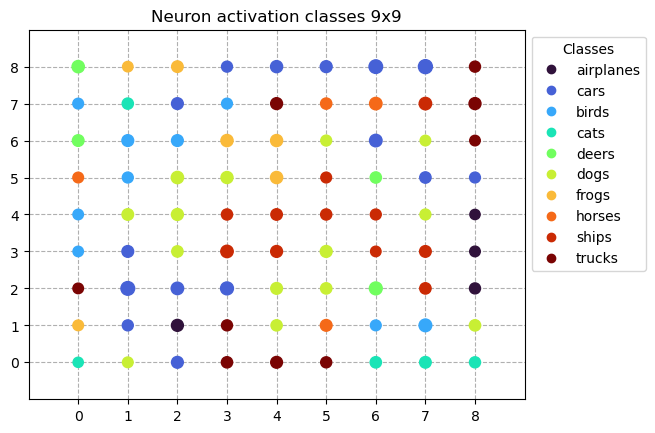 Neuron activation classes 9x9
Classes
airplanes
cars
birds
cats
deers
dogs
frogs
horses
ships
trucks
8
7
6
5
4
3
2
1
0
0 1 2 3 4 5 6 7 8